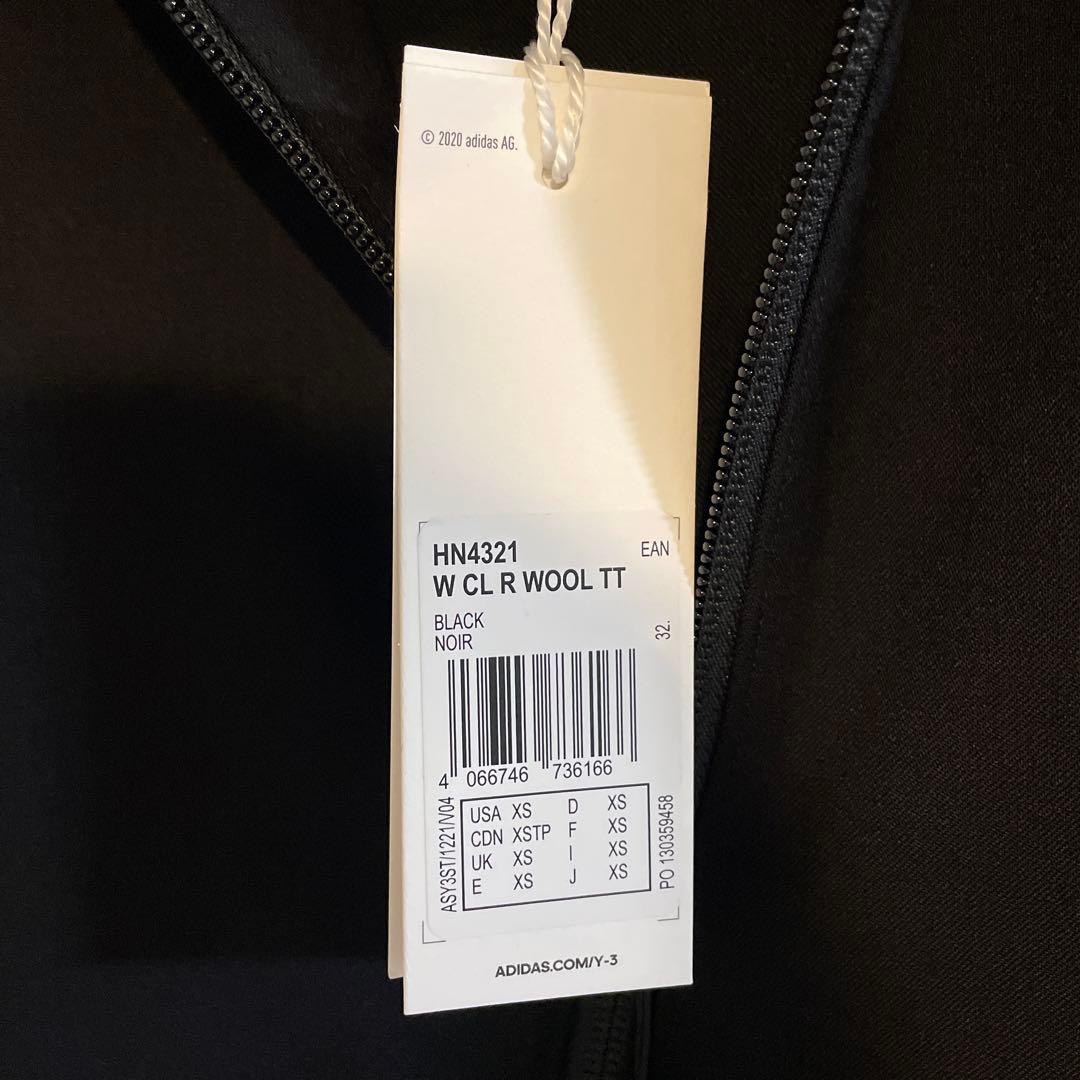 © 2020 adidas AG.
HN4321 EAN
W CL R WOOL TT
BLACK
NOIR
32.
4 066746 736166
ASY3ST/1221/V04
USA XS D XS
CDN XSTP F XS
UK XS I XS
E XS J XS
PO 130359458
ADIDAS.COM/Y-3